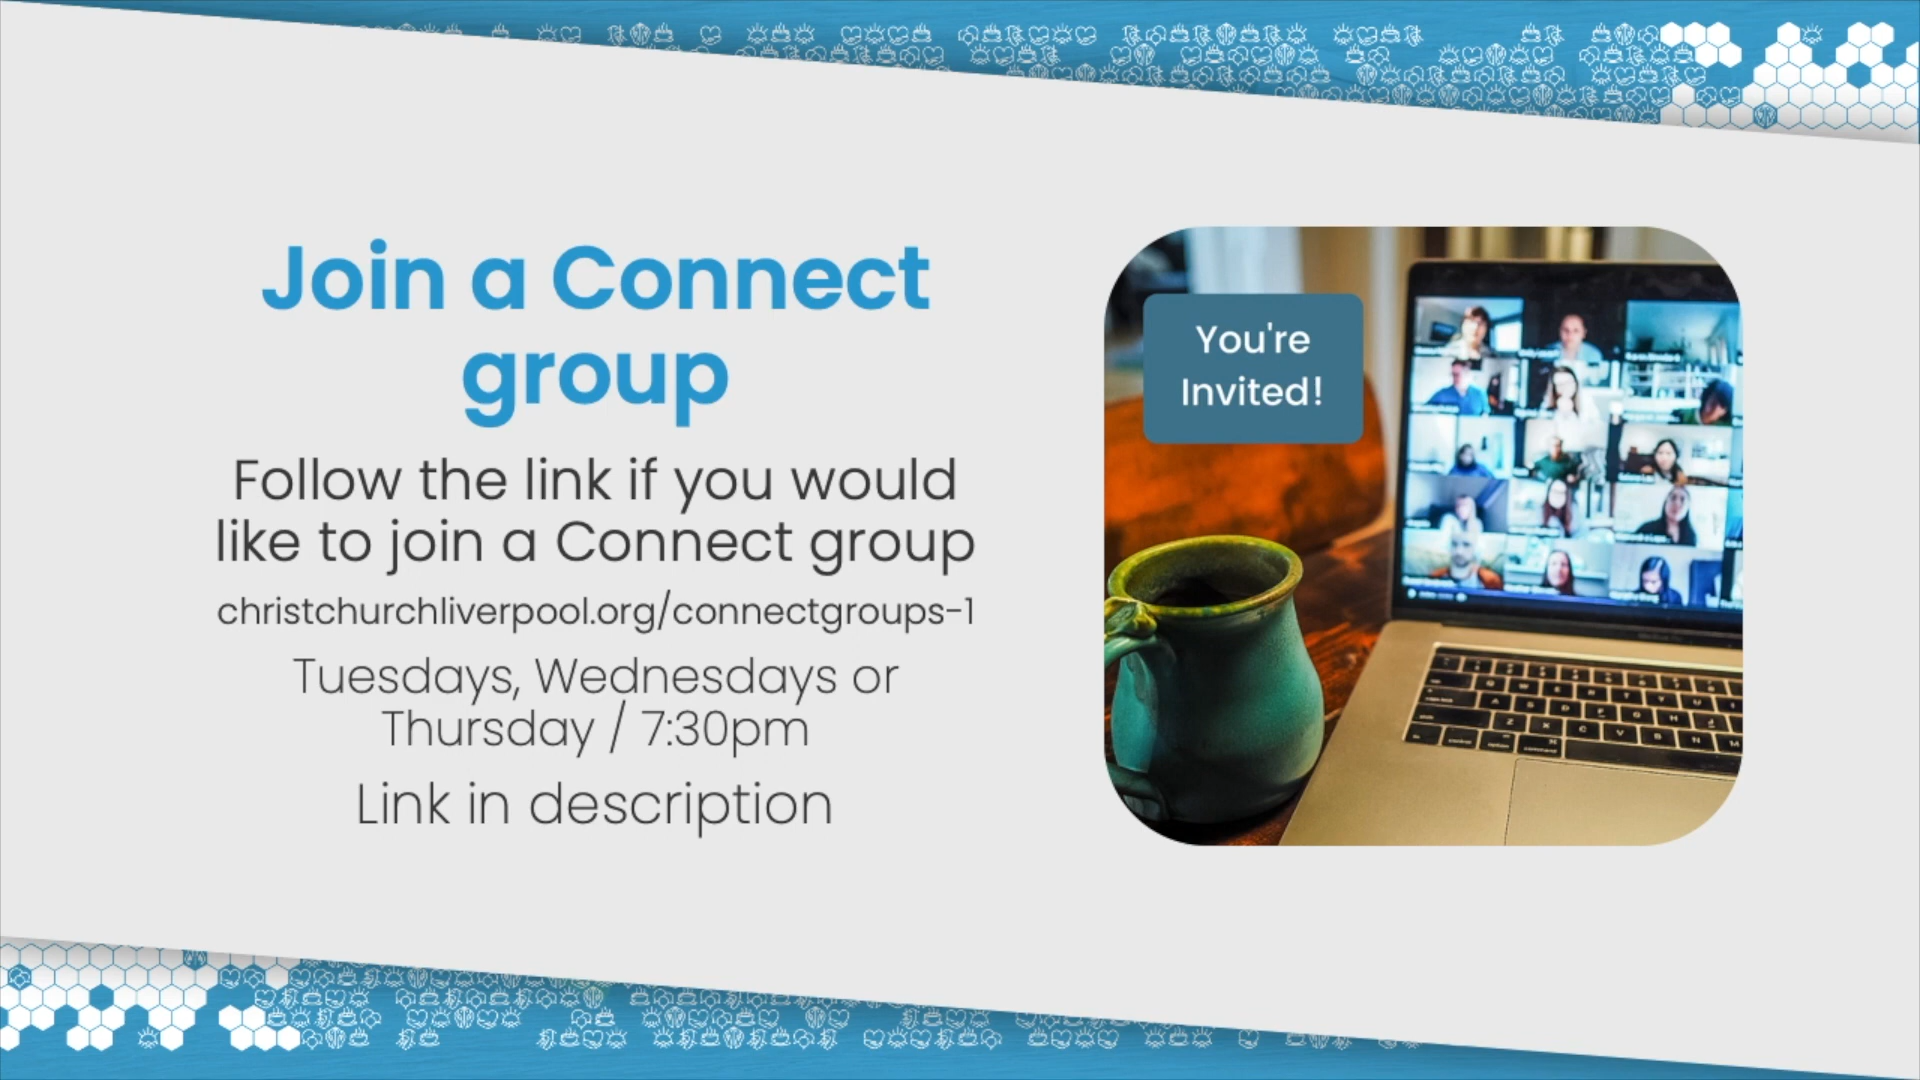 Join a Connect
group
Follow the link if you would
like to join a Connect group
christchurchliverpool.org/connectgroups-1
Tuesdays, Wednesdays or
Thursday / 7:30pm
Link in description
You're
Invited!